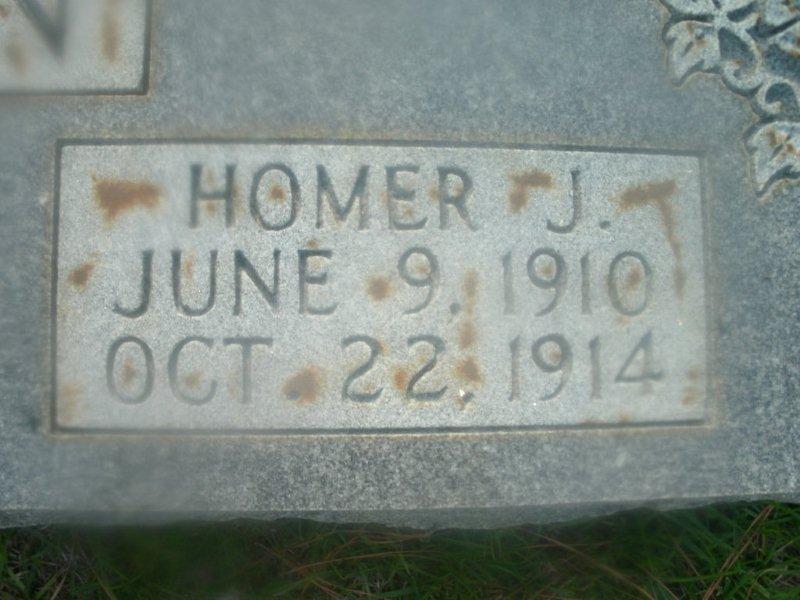 HOMER J.
JUNE 9, 1910
OCT. 22, 1914